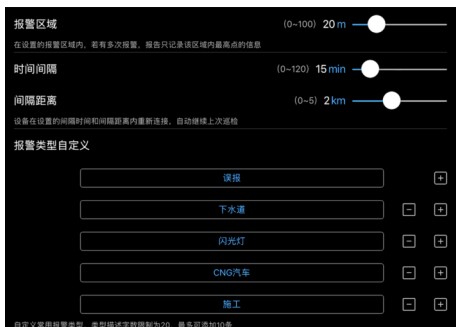 报警区域 (0~100) 20 m
在设置的报警区域内，若有多次报警，报告只记录该区域内最高点的信息
时间间隔 (0~120) 15 min
间隔距离 (0~5) 2 km
设备在设置的间隔时间和间隔距离内重新连接，自动继续上次巡检
报警类型自定义
误报 +
下水道 - +
闪光灯 - +
CNG汽车 - +
施工 - +
自定义常用报警类型，类型描述字数限制为20，最多可添加10条